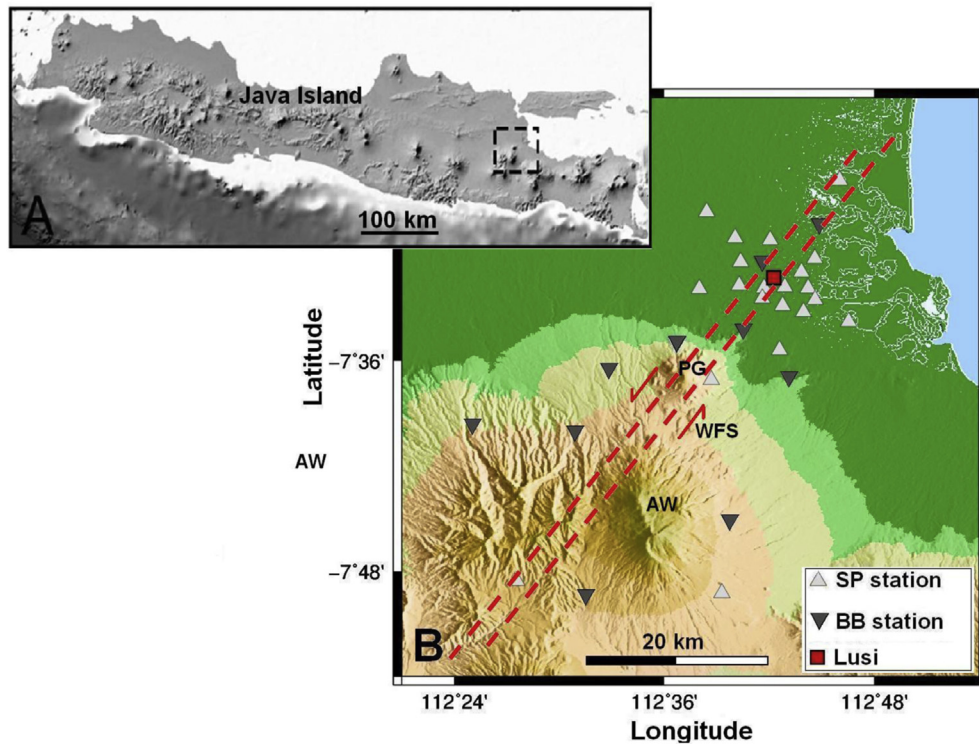 Java Island
A
100 km
Latitude
AW
−7˚36'
−7˚48'
PG
WFS
AW
B
20 km
SP station
BB station
Lusi
112˚24'
112˚36'
112˚48'
Longitude